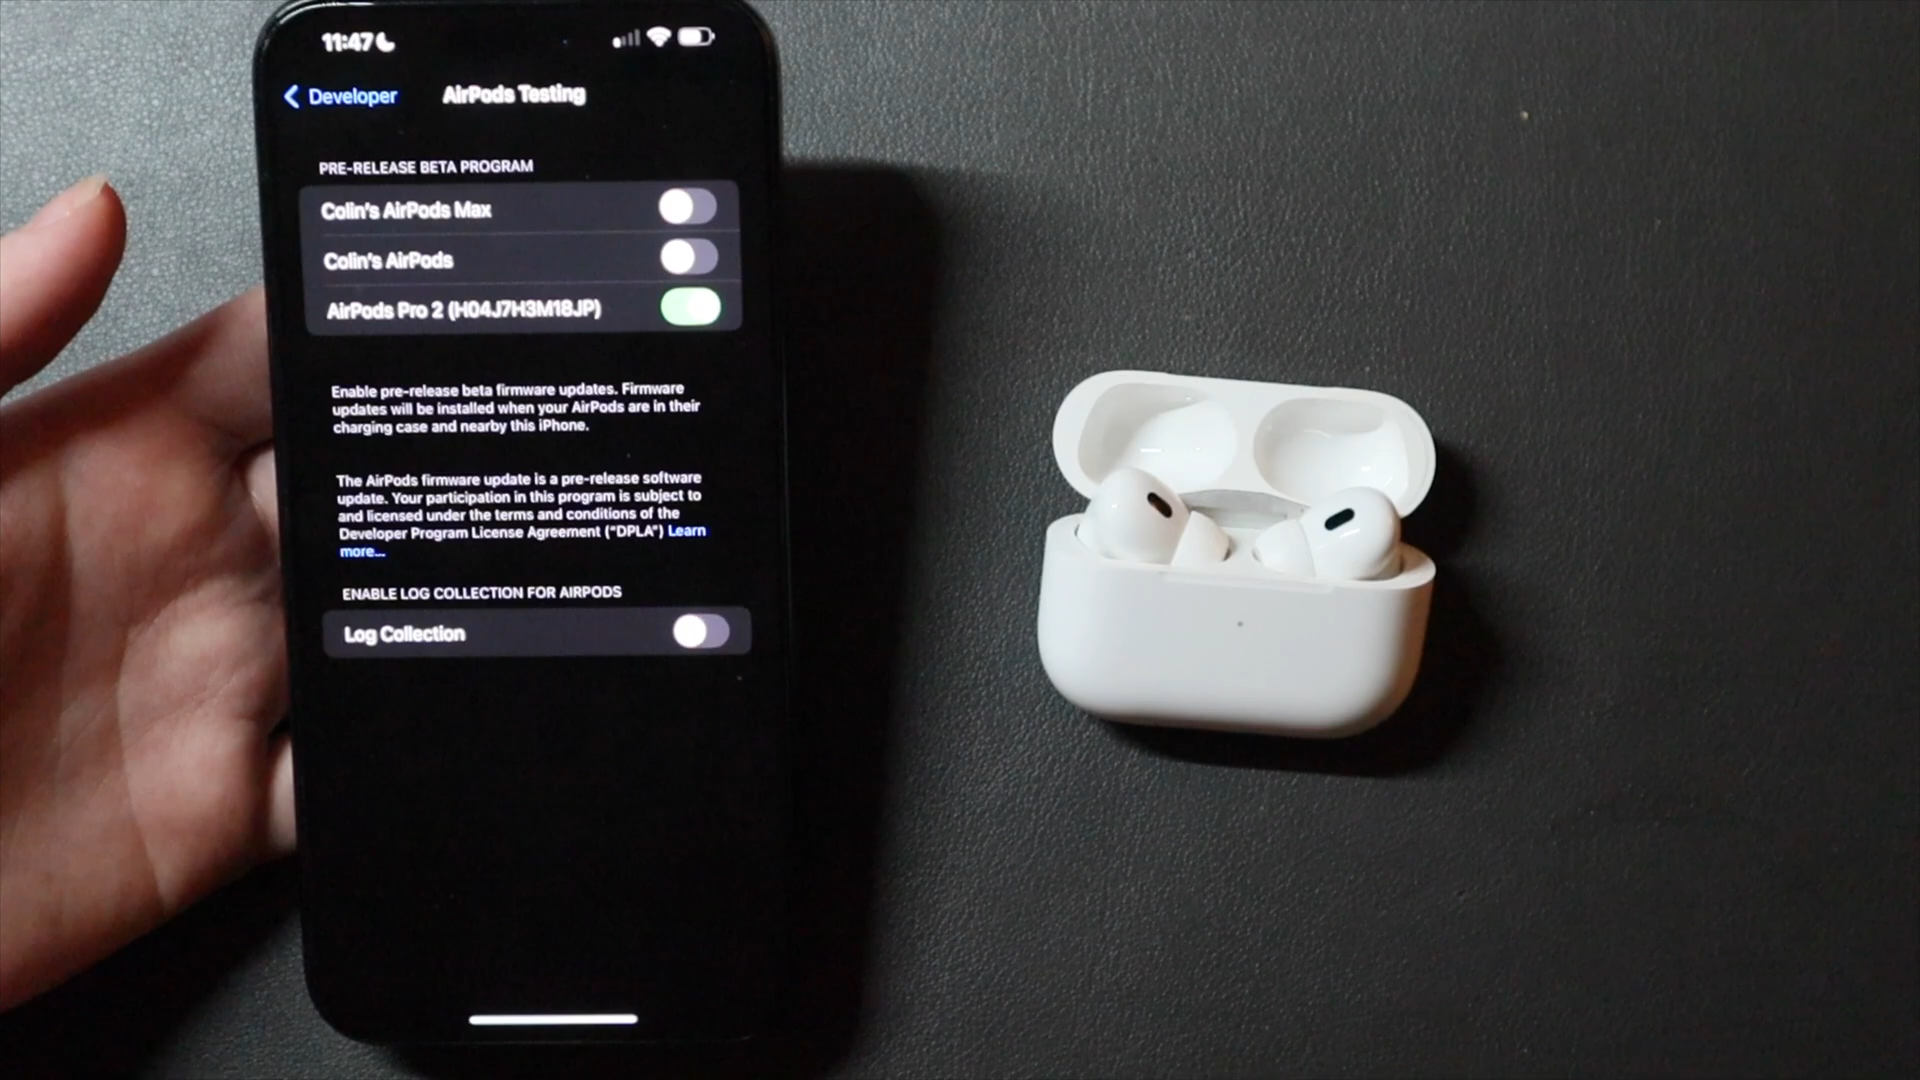 11:47
Developer
AirPods Testing
PRE-RELEASE BETA PROGRAM
Colin's AirPods Max
Colin's AirPods
AirPods Pro 2 (H04J7H3M18JP)
Enable pre-release beta firmware updates. Firmware
updates will be installed when your AirPods are in their
charging case and nearby this iPhone.
The AirPods firmware update is a pre-release software
update. Your participation in this program is subject to
and licensed under the terms and conditions of the
Developer Program License Agreement ("DPLA") Learn
more...
ENABLE LOG COLLECTION FOR AIRPODS
Log Collection